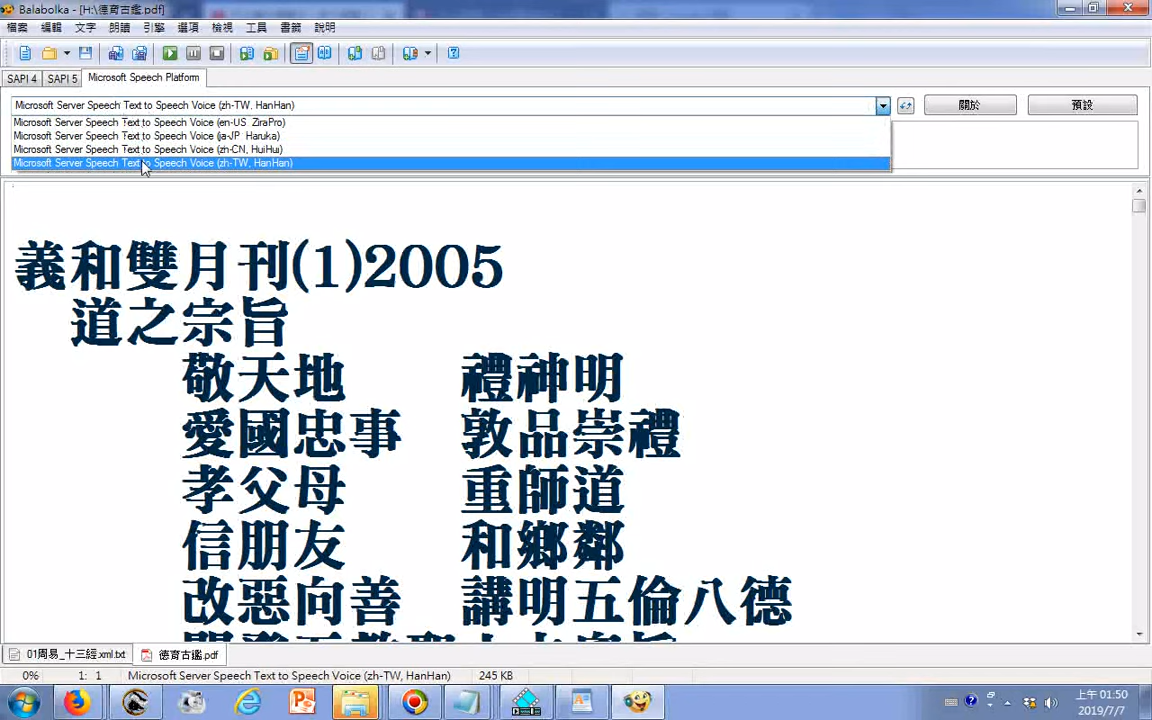 Balabolka - [H:\德育古鑑.pdf]
檔案 編輯 文字 朗讀 引擎 選項 檢視 工具 書籤 說明
SAPI 4 SAPI 5 Microsoft Speech Platform
Microsoft Server Speech Text to Speech Voice (zh-TW, HanHan) 關於 預設
Microsoft Server Speech Text to Speech Voice (en-US, ZiraPro)
Microsoft Server Speech Text to Speech Voice (ja-JP, Haruka)
Microsoft Server Speech Text to Speech Voice (zh-CN, HuiHui)
Microsoft Server Speech Text to Speech Voice (zh-TW, HanHan)
義和雙月刊(1)2005
道之宗旨
敬天地 禮神明
愛國忠事 敦品崇禮
孝父母 重師道
信朋友 和鄉鄰
改惡向善 講明五倫八德
01周易_十三經.xml.txt 德育古鑑.pdf
0% 1: 1 Microsoft Server Speech Text to Speech Voice (zh-TW, HanHan) 245 KB
上午 01:50
2019/7/7